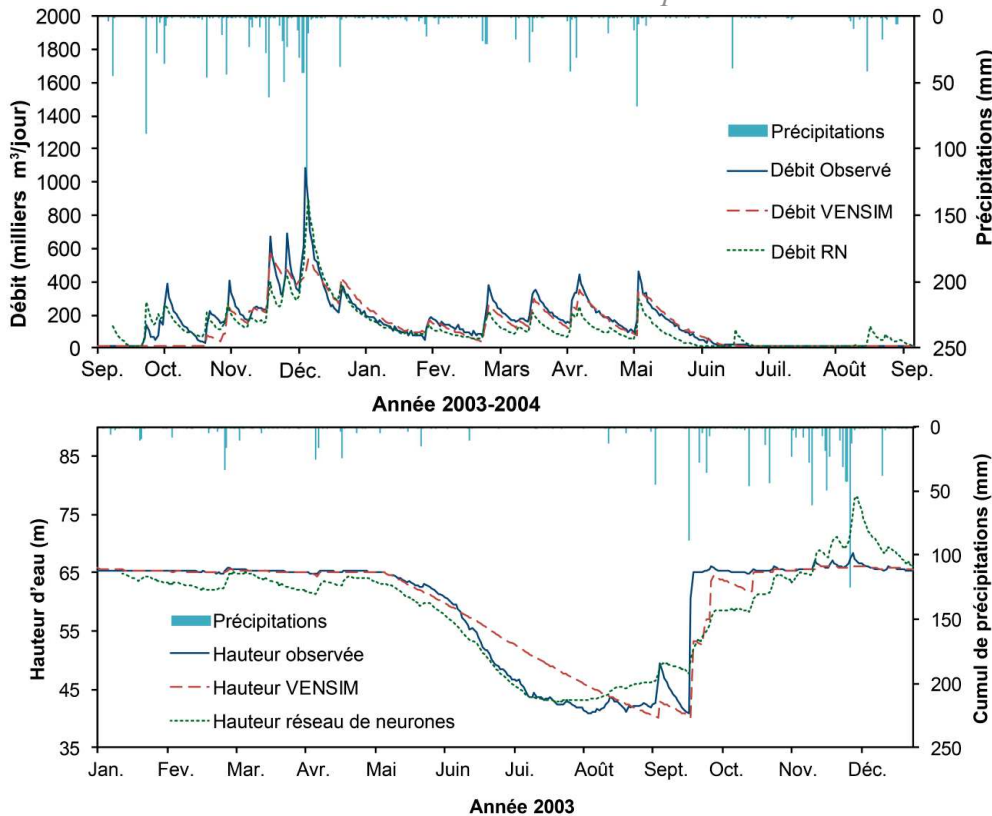 p
2000
1800
1600
1400
1200
1000
800
600
400
200
0
Débit (milliers m³/jour)
0
50
100
150
200
250
Précipitations (mm)
Précipitations
Débit Observé
Débit VENSIM
Débit RN
Sep. Oct. Nov. Déc. Jan. Fev. Mars Avr. Mai Juin Juil. Août Sep.
Année 2003-2004
85
75
65
55
45
35
Hauteur d'eau (m)
0
50
100
150
200
250
Cumul de précipitations (mm)
Précipitations
Hauteur observée
Hauteur VENSIM
Hauteur réseau de neurones
Jan. Fév. Mar. Avr. Mai Juin Jui. Août Sept. Oct. Nov. Déc.
Année 2003